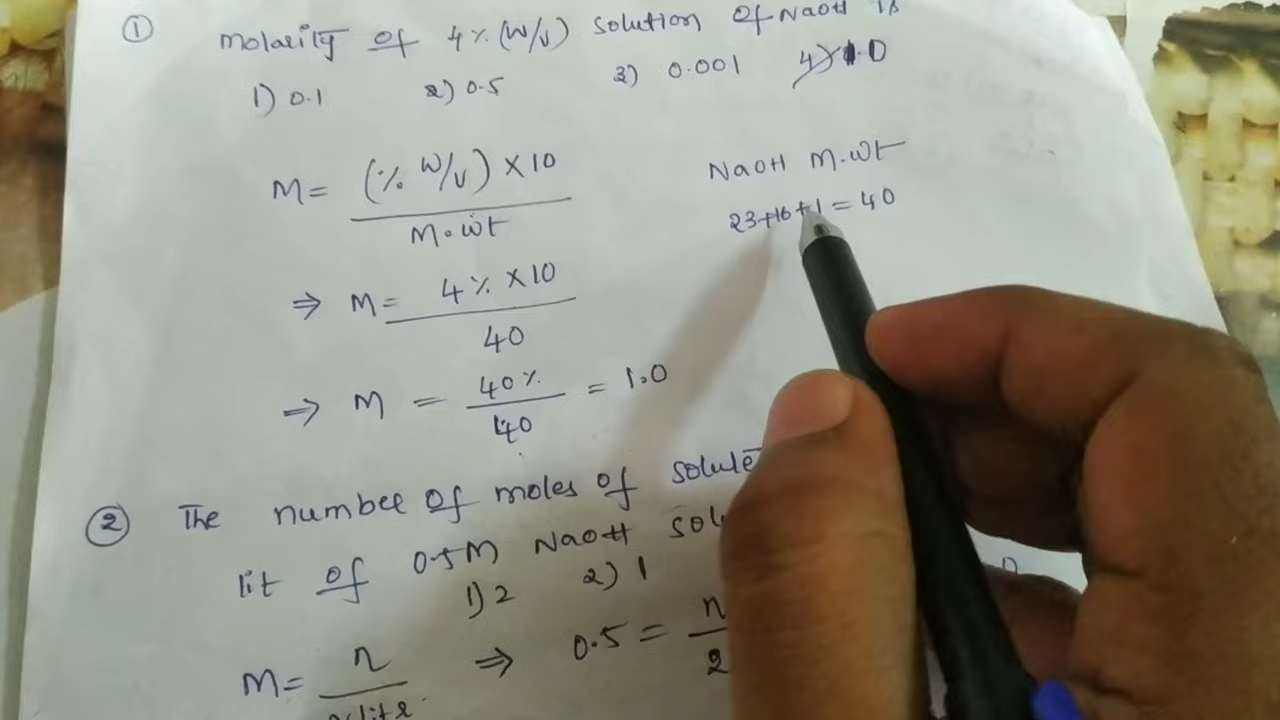 ① Molarity of 4% (W/V) solution of NaOH is
1) 0.1 2) 0.5 3) 0.001 4) 1.0
M = (% W/V) × 10 / M.wt
NaOH M.wt
23+16+1 = 40
⇒ M = 4% × 10 / 40
⇒ M = 40% / 40 = 1.0
② The number of moles of solute
lit of 0.5M NaOH
1) 2 2) 1
M = n / lits ⇒ 0.5 = n / 2